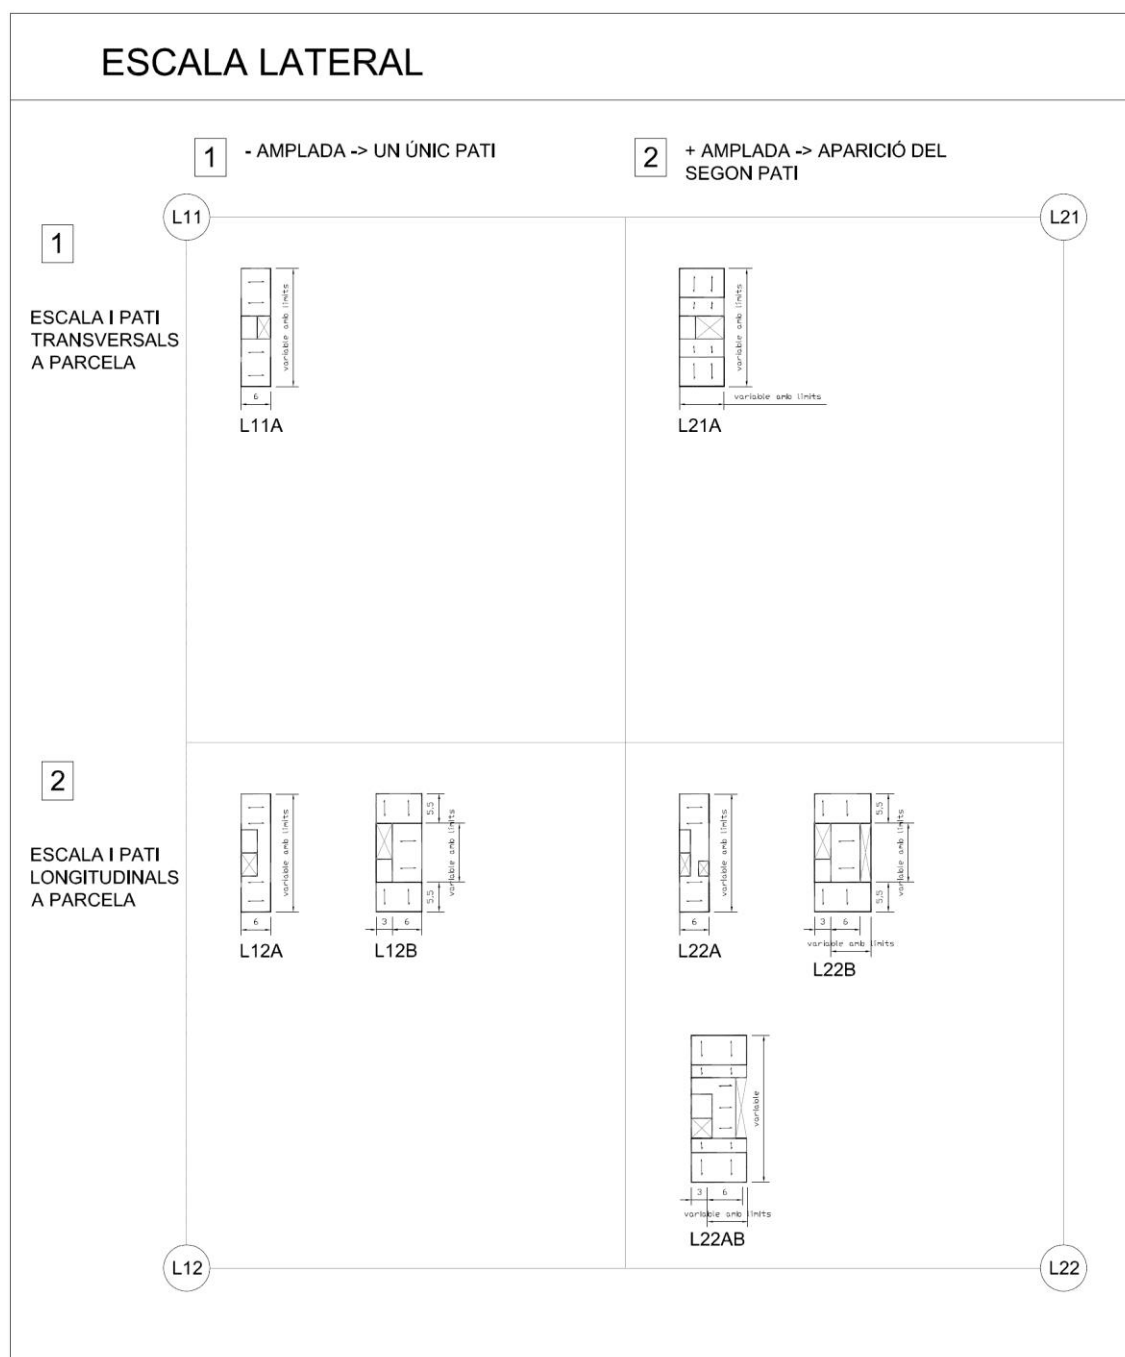 ESCALA LATERAL
1
- AMPLADA -> UN ÚNIC PATI
2
+ AMPLADA -> APARICIÓ DEL
SEGON PATI
L11
L21
1
ESCALA I PATI
TRANSVERSALS
A PARCELA
variable amb límits
6
L11A
variable amb límits
variable amb límits
L21A
2
ESCALA I PATI
LONGITUDINALS
A PARCELA
variable amb límits
6
L12A
5,5
variable amb límits
5,5
3
6
L12B
variable amb límits
6
L22A
5,5
variable amb límits
5,5
3
6
variable amb límits
L22B
variable
3
6
variable amb límits
L22AB
L12
L22